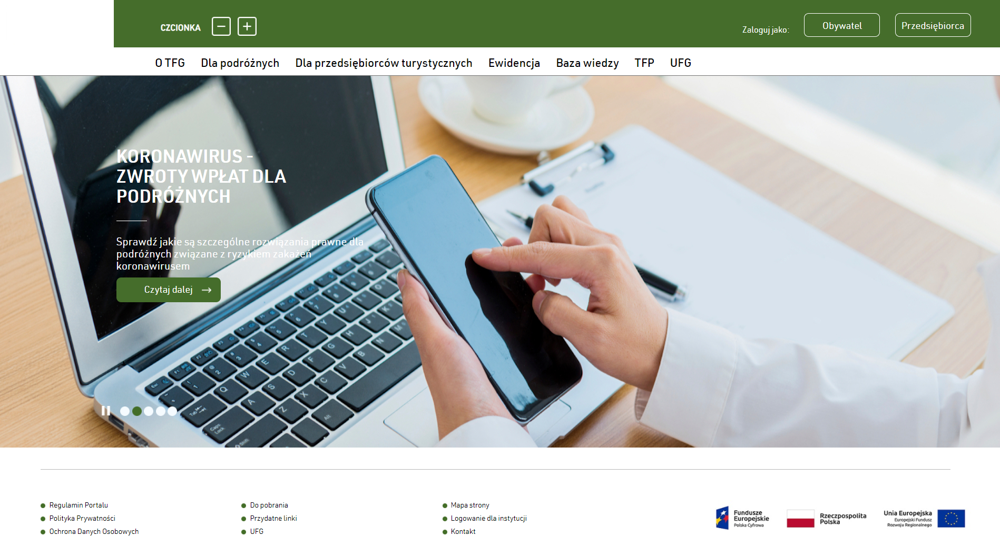 CZCIONKA
Zaloguj jako:
Obywatel
Przedsiębiorca
O TFG
Dla podróżnych
Dla przedsiębiorców turystycznych
Ewidencja
Baza wiedzy
TFP
UFG
KORONAWIRUS -
ZWROTY WPŁAT DLA
PODRÓŻNYCH
Sprawdź jakie są szczególne rozwiązania prawne dla
podróżnych związane z ryzykiem zakażeń
koronawirusem
Czytaj dalej
Regulamin Portalu
Polityka Prywatności
Ochrona Danych Osobowych
Do pobrania
Przydatne linki
UFG
Mapa strony
Logowanie dla instytucji
Kontakt
Fundusze
Europejskie
Polska Cyfrowa
Rzeczpospolita
Polska
Unia Europejska
Europejski Fundusz
Rozwoju Regionalnego